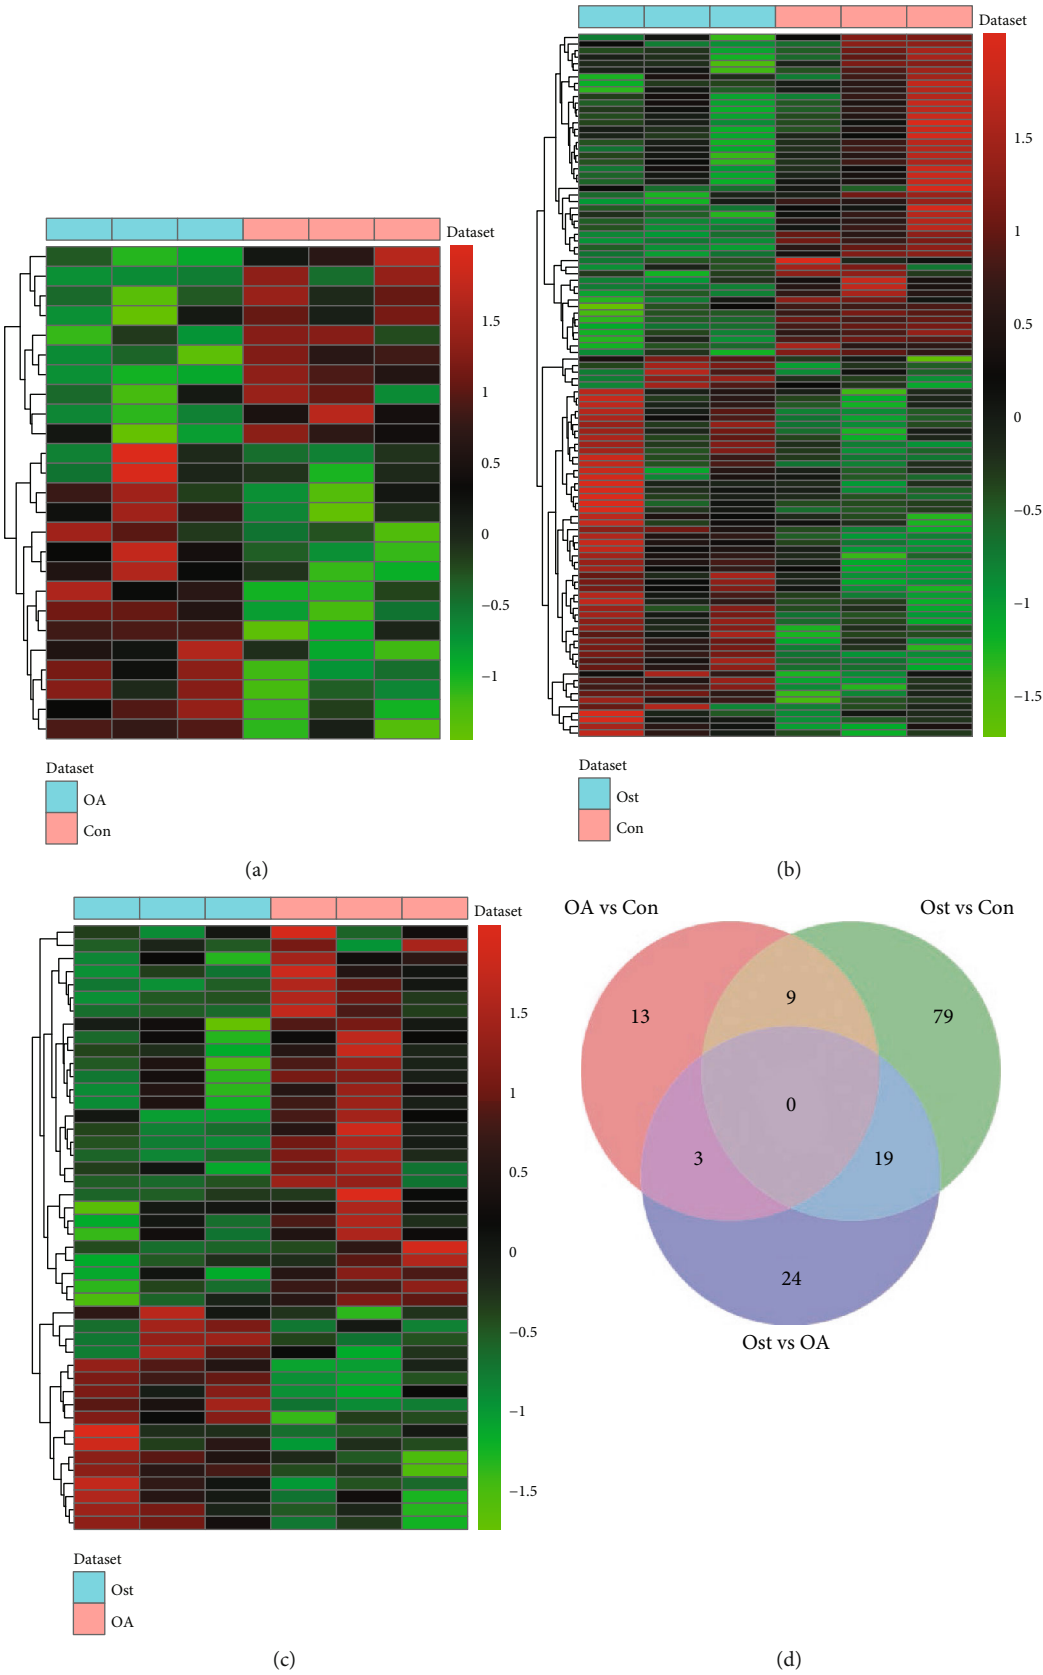 Dataset
1.5
1
0.5
0
−0.5
−1
Dataset
OA
Con
(a)
Dataset
1.5
1
0.5
0
−0.5
−1
−1.5
Dataset
Ost
Con
(b)
Dataset
1.5
1
0.5
0
−0.5
−1
−1.5
Dataset
Ost
OA
(c)
OA vs Con
Ost vs Con
9
13
79
0
3
19
24
Ost vs OA
(d)